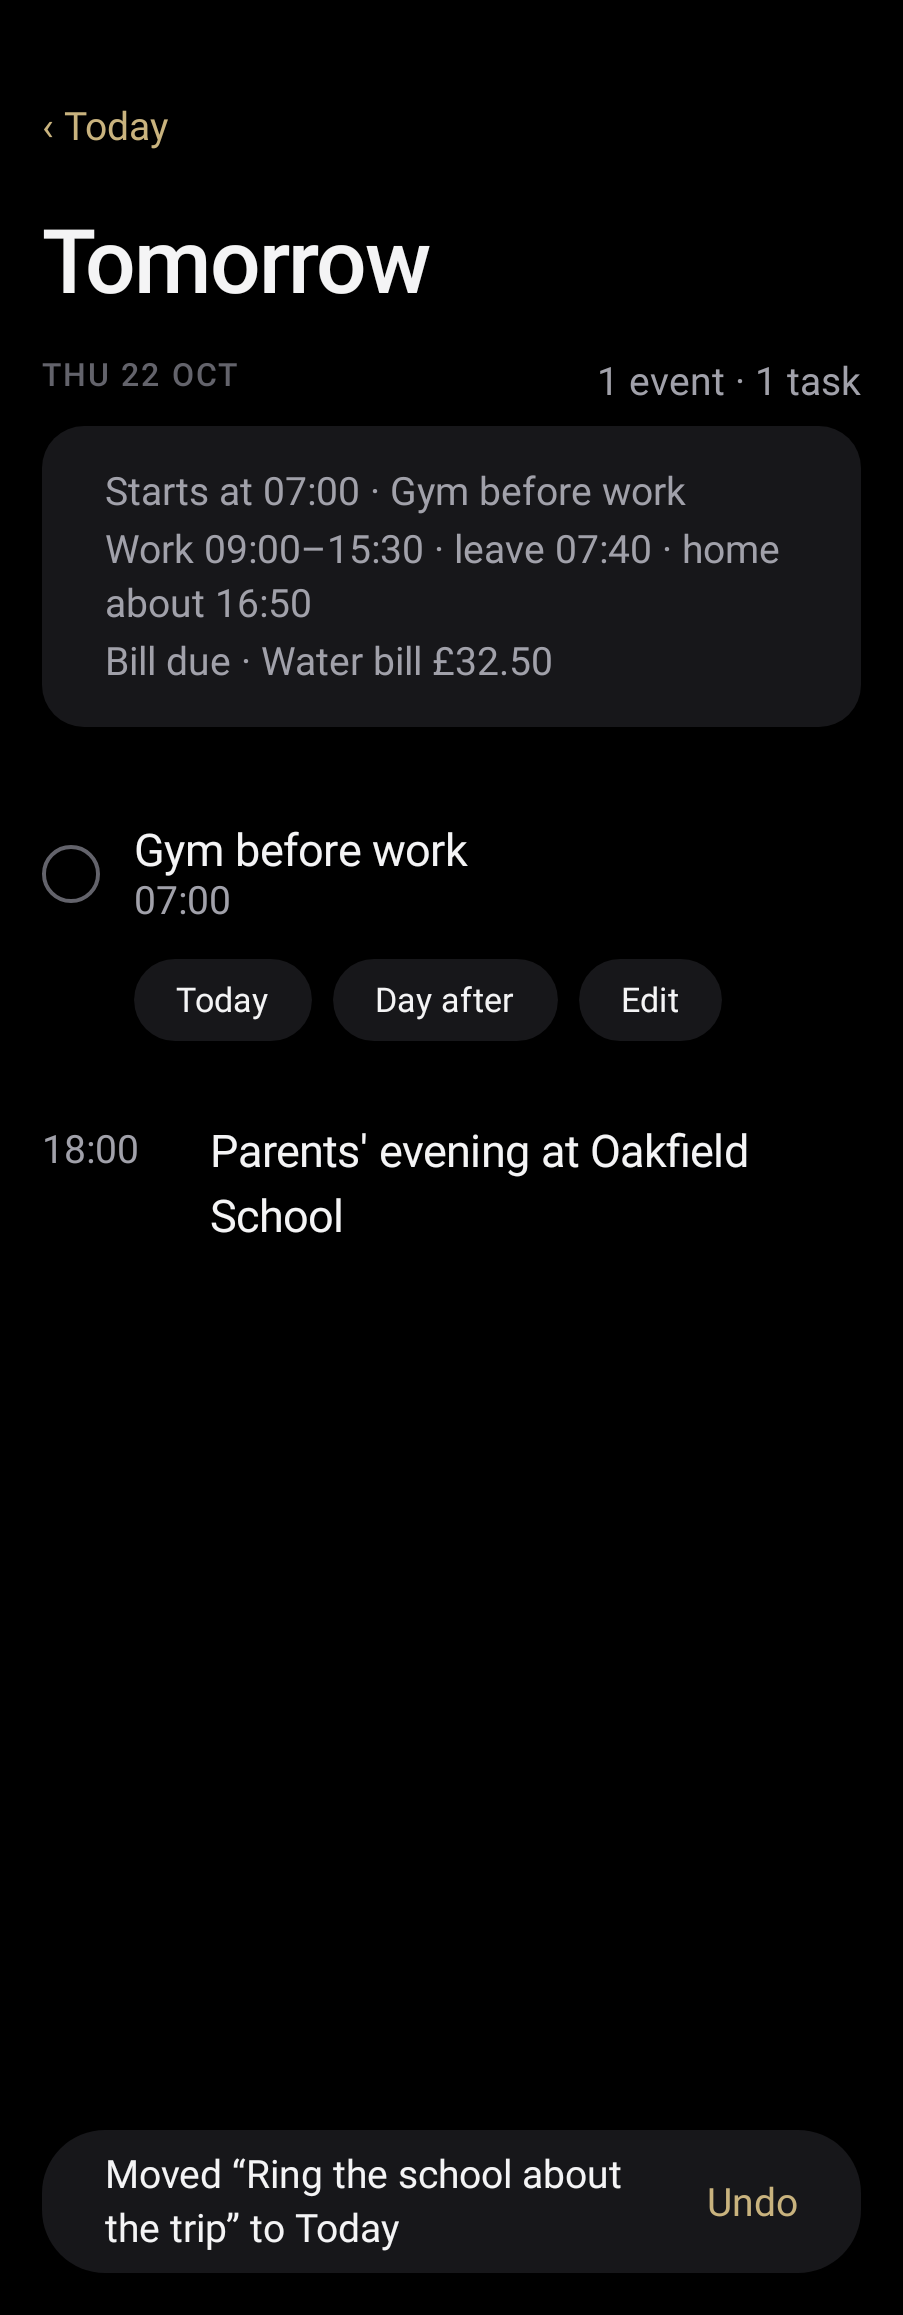 ‹ Today
Tomorrow
THU 22 OCT
1 event · 1 task
Starts at 07:00 · Gym before work
Work 09:00–15:30 · leave 07:40 · home
about 16:50
Bill due · Water bill £32.50
Gym before work
07:00
Today
Day after
Edit
18:00
Parents' evening at Oakfield
School
Moved “Ring the school about
the trip” to Today
Undo